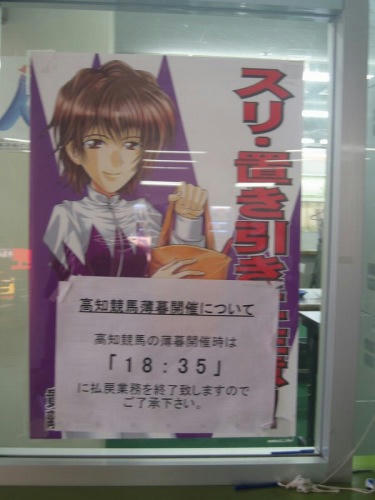 スリ・置き引き
高知競馬薄暮開催について
高知競馬の薄暮開催時は
「18:35」
に払戻業務を終了致しますので
ご了承下さい。